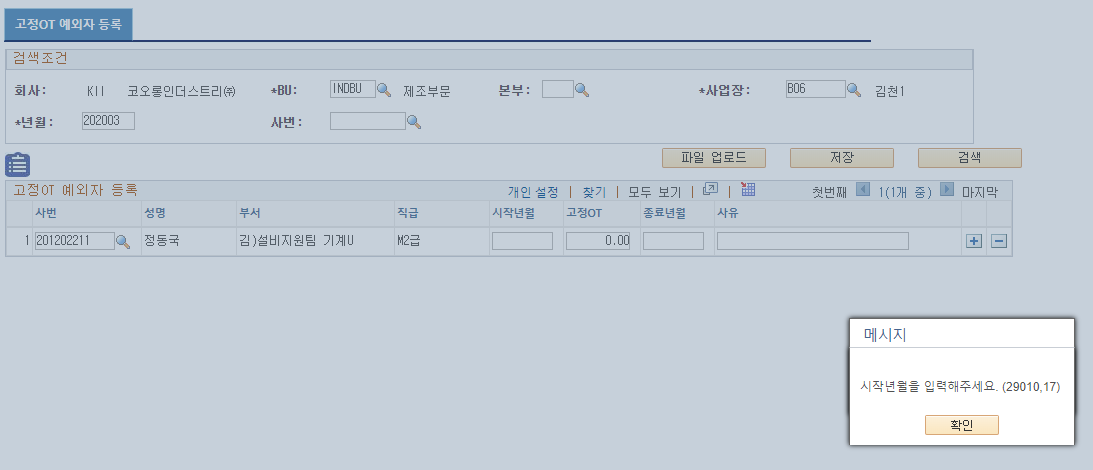 고정OT 예외자 등록
검색조건
회사: KII 코오롱인더스트리㈜ *BU: INDBU 제조부문 본부: *사업장: B06 김천1
*년월: 202003 사번:
파일 업로드 저장 검색
고정OT 예외자 등록 개인 설정 | 찾기 | 모두 보기 | | 첫번째 1(1개 중) 마지막
사번 성명 부서 직급 시작년월 고정OT 종료년월 사유
1 201202211 정동국 김)설비지원팀 기계U M2급 0.00
메시지
시작년월을 입력해주세요. (29010,17)
확인